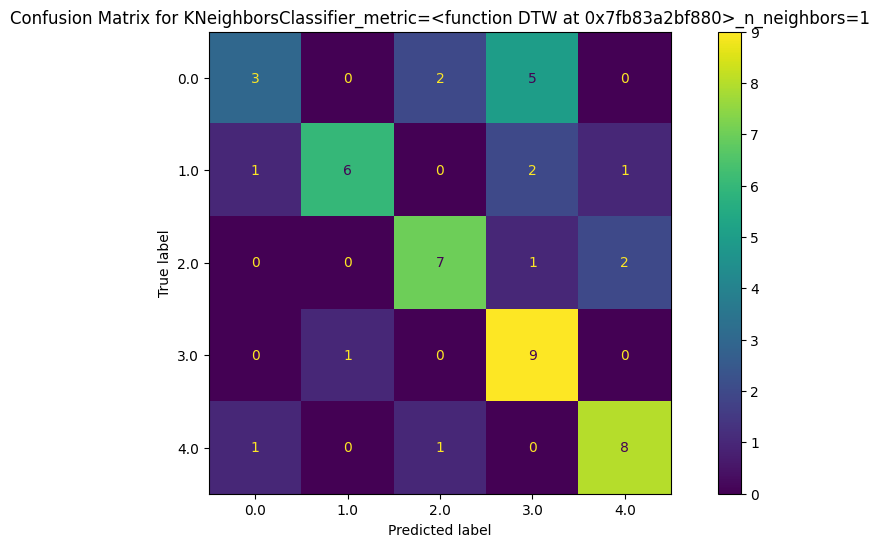 Confusion Matrix for KNeighborsClassifier_metric=<function DTW at 0x7fb83a2bf880>_n_neighbors=1
0.0 3 0 2 5 0
1.0 1 6 0 2 1
2.0 0 0 7 1 2
3.0 0 1 0 9 0
4.0 1 0 1 0 8
0.0 1.0 2.0 3.0 4.0
Predicted label
True label
9
8
7
6
5
4
3
2
1
0